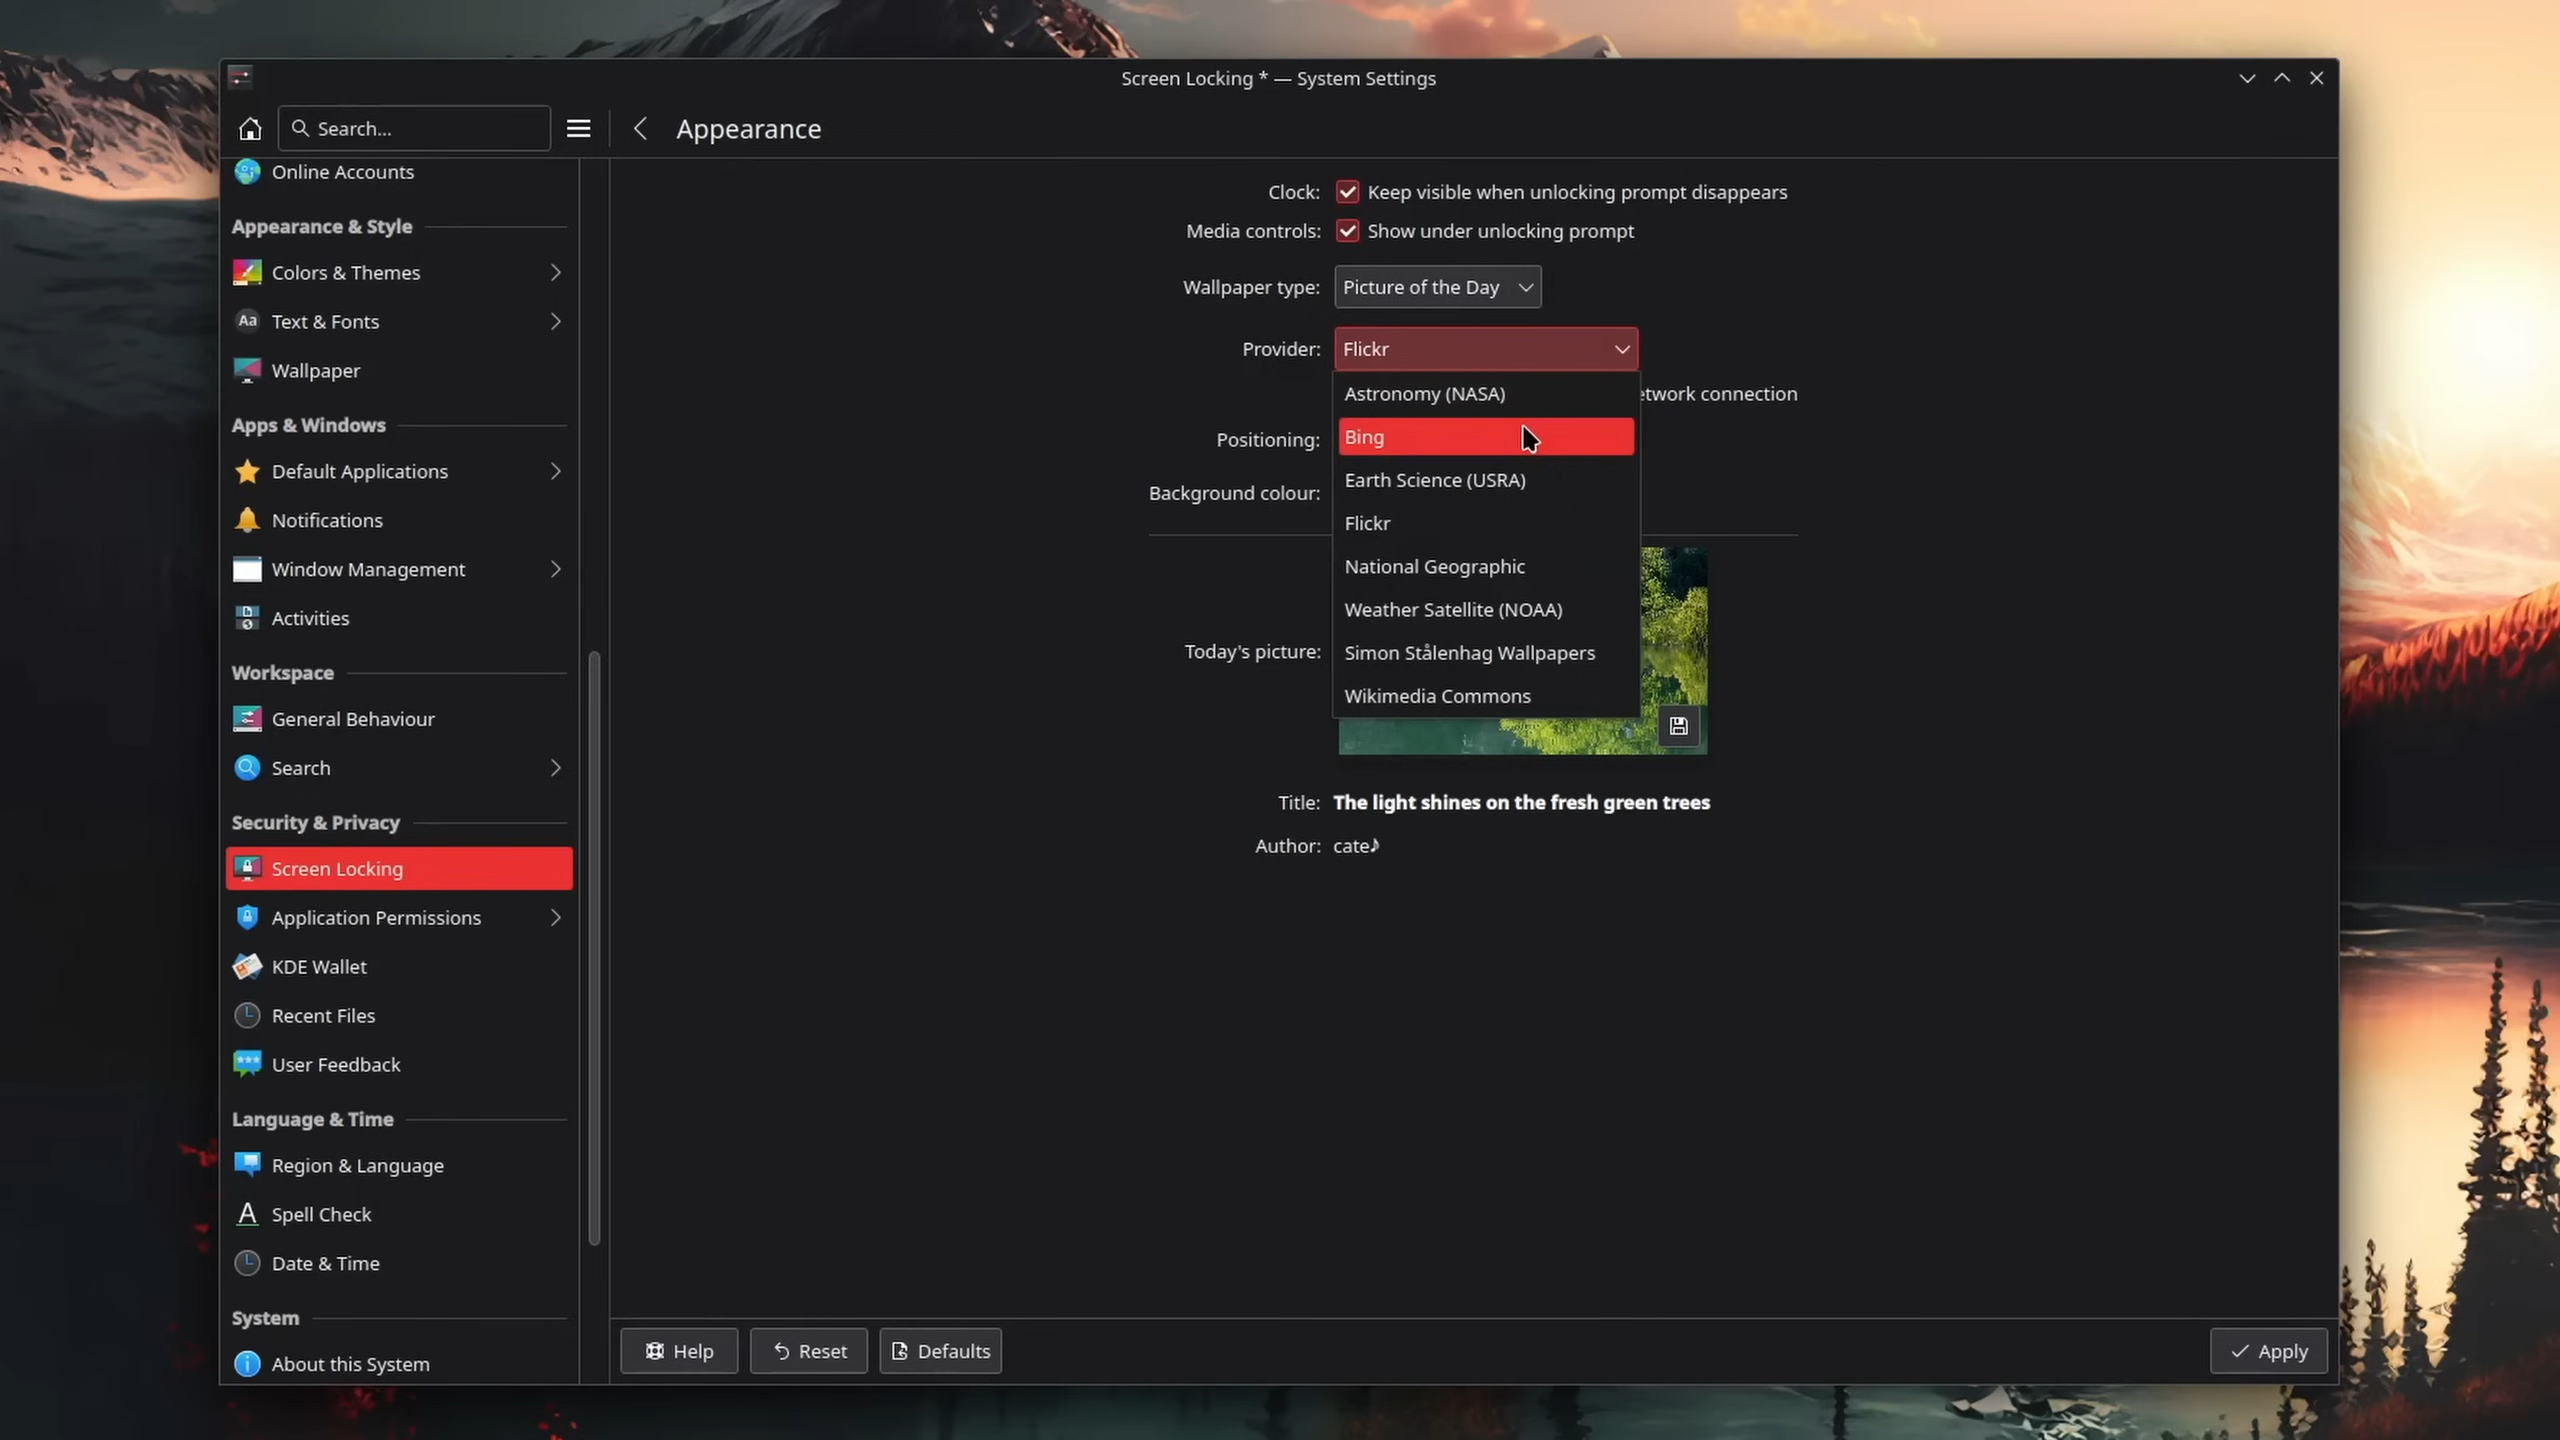 Screen Locking * — System Settings
Search...
Appearance
Online Accounts
Appearance & Style
Colors & Themes
Aa Text & Fonts
Wallpaper
Apps & Windows
Default Applications
Notifications
Window Management
Activities
Workspace
General Behaviour
Search
Security & Privacy
Screen Locking
Application Permissions
KDE Wallet
Recent Files
User Feedback
Language & Time
Region & Language
A Spell Check
Date & Time
System
About this System
Clock: Keep visible when unlocking prompt disappears
Media controls: Show under unlocking prompt
Wallpaper type: Picture of the Day
Provider: Flickr
Astronomy (NASA)
etwork connection
Bing
Positioning:
Earth Science (USRA)
Background colour:
Flickr
National Geographic
Weather Satellite (NOAA)
Today's picture:
Simon Stålenhag Wallpapers
Wikimedia Commons
Title: The light shines on the fresh green trees
Author: cate♪
Help
Reset
Defaults
Apply